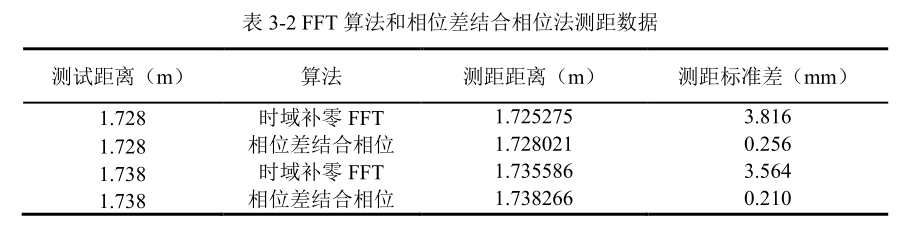 表 3-2 FFT 算法和相位差结合相位法测距数据
测试距离（m） 算法 测距距离（m） 测距标准差（mm）
1.728 时域补零 FFT 1.725275 3.816
1.728 相位差结合相位 1.728021 0.256
1.738 时域补零 FFT 1.735586 3.564
1.738 相位差结合相位 1.738266 0.210